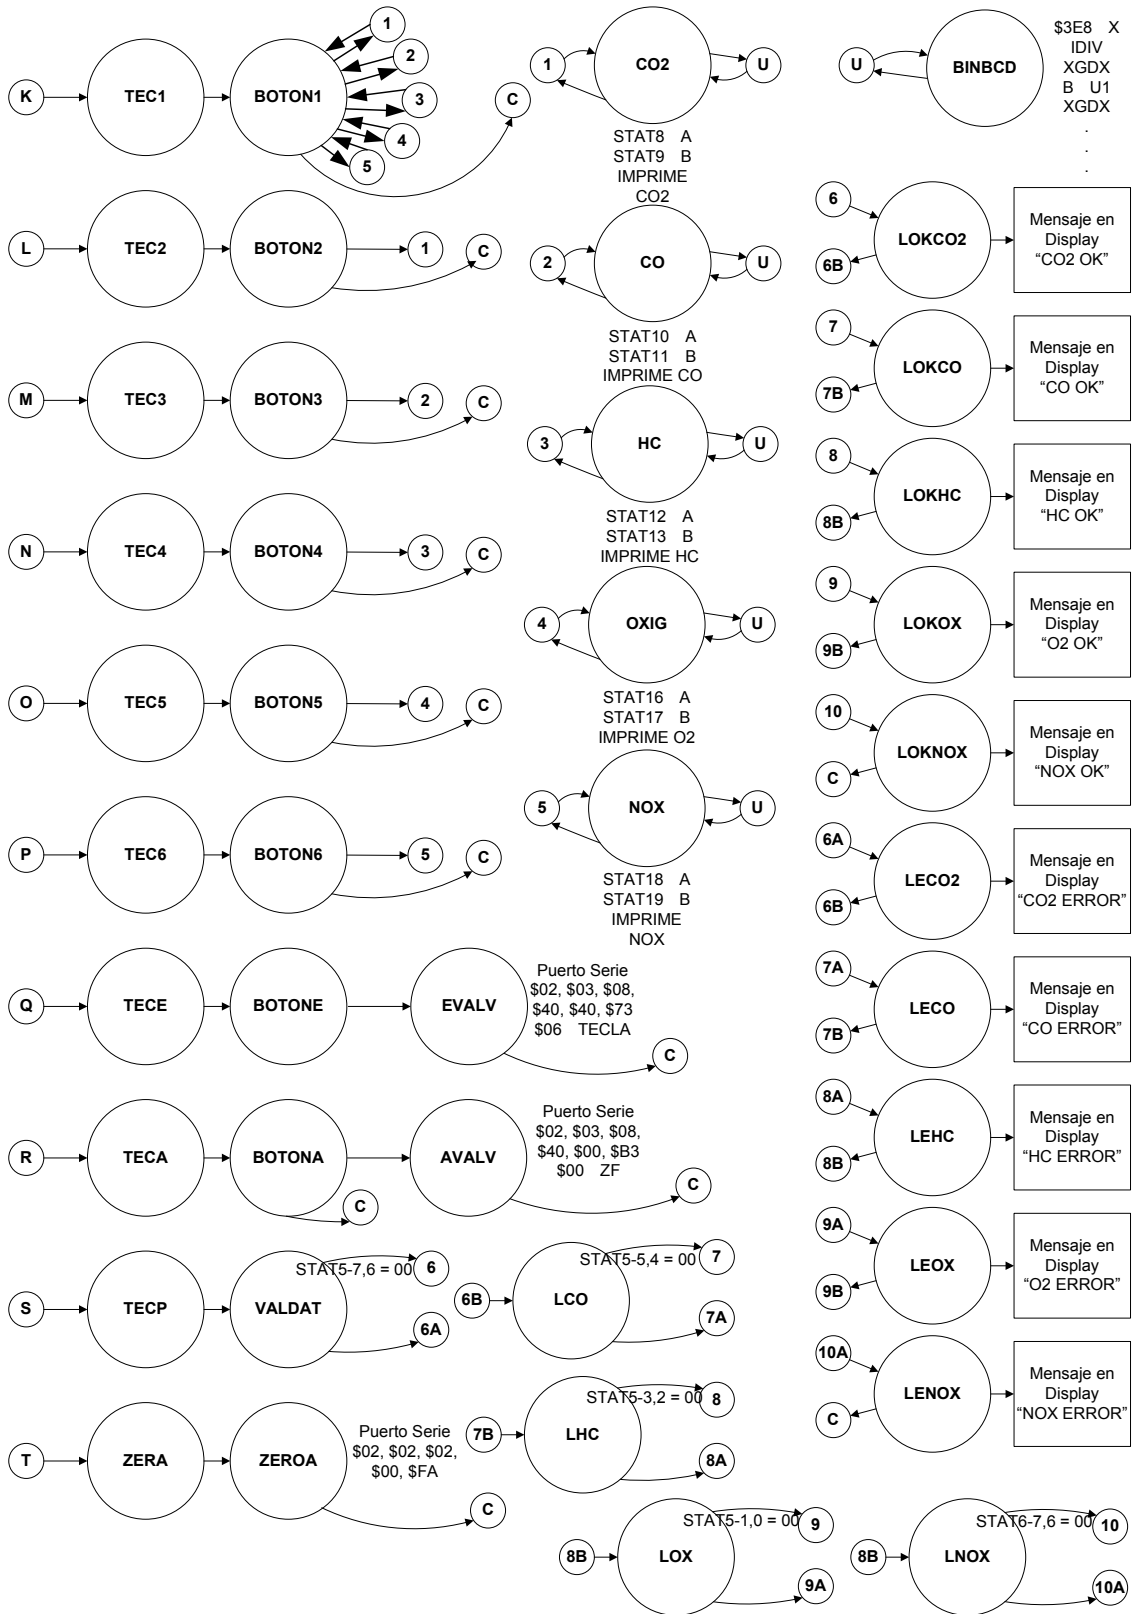 K
TEC1
BOTON1
1
2
3
4
5
C
L
TEC2
BOTON2
1
C
M
TEC3
BOTON3
2
C
N
TEC4
BOTON4
3
C
O
TEC5
BOTON5
4
C
P
TEC6
BOTON6
5
C
Q
TECE
BOTONE
EVALV
Puerto Serie
$02, $03, $08,
$40, $40, $73
$06 TECLA
C
R
TECA
BOTONA
C
AVALV
Puerto Serie
$02, $03, $08,
$40, $00, $B3
$00 ZF
C
S
TECP
VALDAT
STAT5-7,6 = 00
6
6A
T
ZERA
ZEROA
Puerto Serie
$02, $02, $02,
$00, $FA
C
1
CO2
U
STAT8 A
STAT9 B
IMPRIME
CO2
2
CO
U
STAT10 A
STAT11 B
IMPRIME CO
3
HC
U
STAT12 A
STAT13 B
IMPRIME HC
4
OXIG
U
STAT16 A
STAT17 B
IMPRIME O2
5
NOX
U
STAT18 A
STAT19 B
IMPRIME
NOX
6B
LCO
STAT5-5,4 = 00
7
7A
7B
LHC
STAT5-3,2 = 00
8
8A
8B
LOX
STAT5-1,0 = 00
9
9A
8B
LNOX
STAT6-7,6 = 00
10
10A
U
BINBCD
$3E8 X
IDIV
XGDX
B U1
XGDX
.
.
.
6
6B
LOKCO2
Mensaje en
Display
“CO2 OK”
7
7B
LOKCO
Mensaje en
Display
“CO OK”
8
8B
LOKHC
Mensaje en
Display
“HC OK”
9
9B
LOKOX
Mensaje en
Display
“O2 OK”
10
C
LOKNOX
Mensaje en
Display
“NOX OK”
6A
6B
LECO2
Mensaje en
Display
“CO2 ERROR”
7A
7B
LECO
Mensaje en
Display
“CO ERROR”
8A
8B
LEHC
Mensaje en
Display
“HC ERROR”
9A
9B
LEOX
Mensaje en
Display
“O2 ERROR”
10A
C
LENOX
Mensaje en
Display
“NOX ERROR”